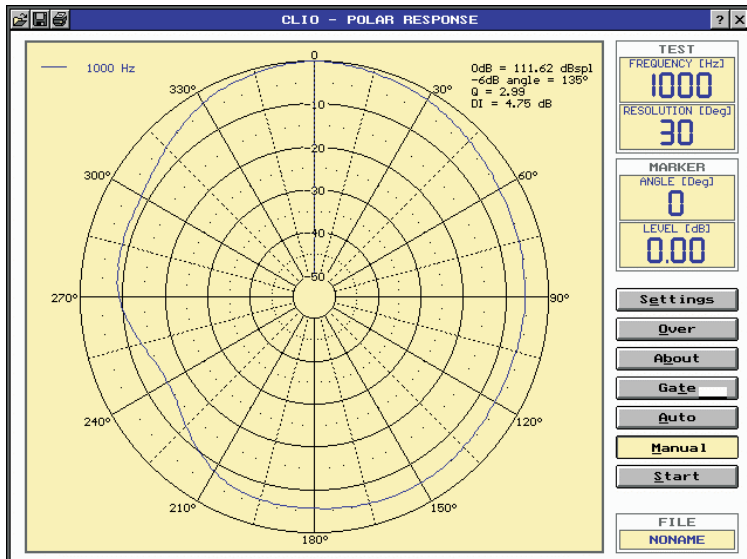 CLIO - POLAR RESPONSE
? X
1000 Hz
0dB = 111.62 dBspl
-6dB angle = 135°
Q = 2.99
DI = 4.75 dB
0
330°
30°
-10
-20
300°
60°
-30
-40
-50
270°
90°
240°
120°
210°
150°
180°
TEST
FREQUENCY [Hz]
1000
RESOLUTION [Deg]
30
MARKER
ANGLE [Deg]
0
LEVEL [dB]
0.00
Settings
Over
About
Gate
Auto
Manual
Start
FILE
NONAME